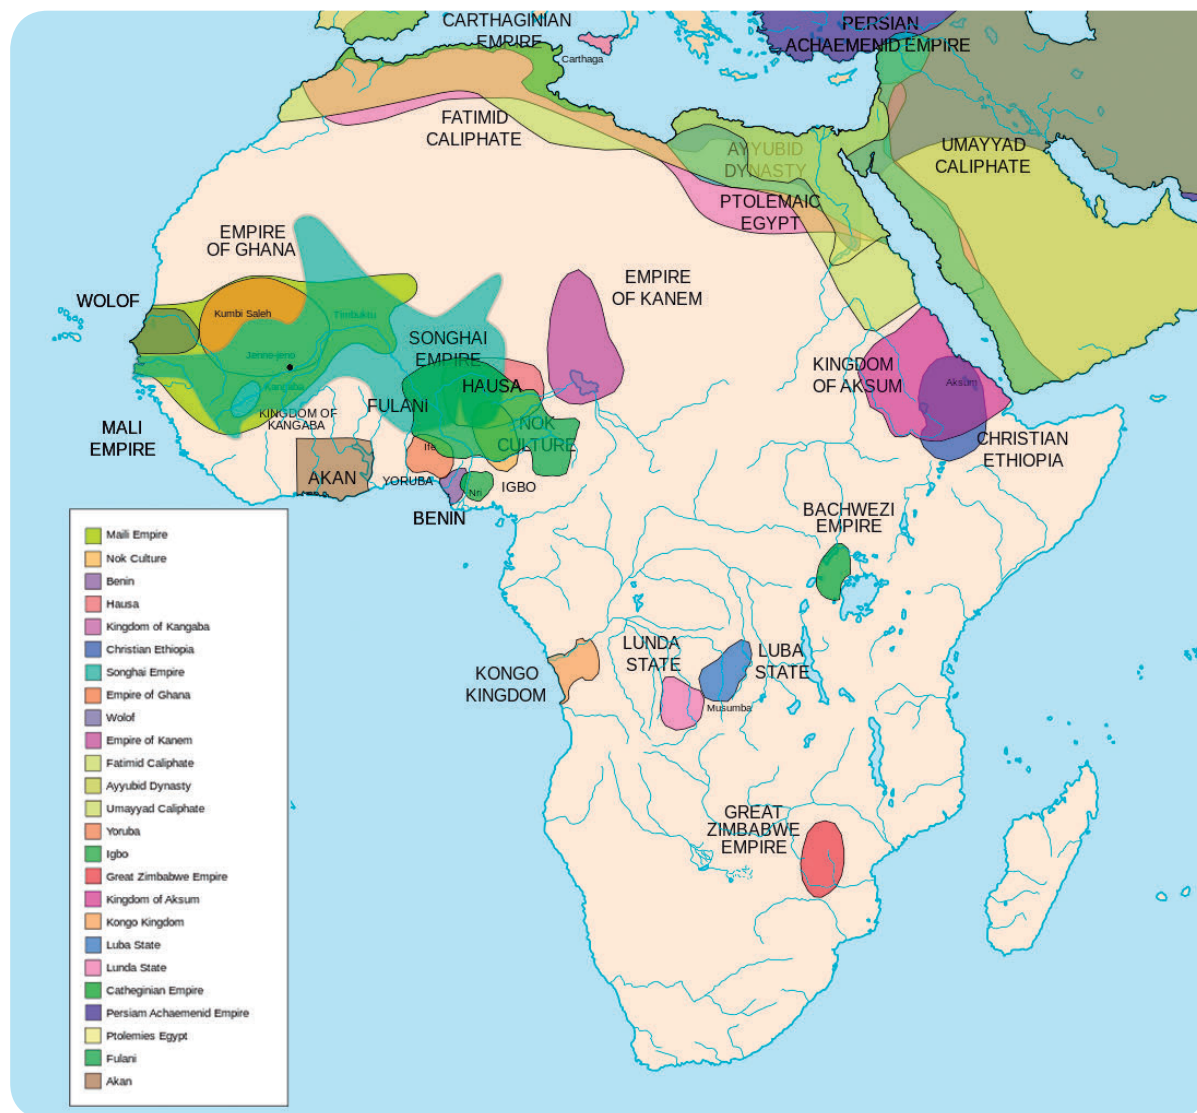 CARTHAGINIAN
EMPIRE
Carthaga
PERSIAN
ACHAEMENID EMPIRE
FATIMID
CALIPHATE
AYYUBID
DYNASTY
UMAYYAD
CALIPHATE
PTOLEMAIC
EGYPT
EMPIRE
OF GHANA
EMPIRE
OF KANEM
WOLOF
Kumbi Saleh
Timbuktu
Jenne-jeno
Kangaba
SONGHAI
EMPIRE
HAUSA
KINGDOM
OF AKSUM
Aksum
FULANI
KINGDOM OF
KANGABA
MALI
EMPIRE
NOK
CULTURE
CHRISTIAN
ETHIOPIA
Ife
AKAN
YORUBA
Nri
IGBO
BENIN
BACHWEZI
EMPIRE
LUNDA
STATE
LUBA
STATE
KONGO
KINGDOM
Musumba
GREAT
ZIMBABWE
EMPIRE
Maili Empire
Nok Culture
Benin
Hausa
Kingdom of Kangaba
Christian Ethiopia
Songhai Empire
Empire of Ghana
Wolof
Empire of Kanem
Fatimid Caliphate
Ayyubid Dynasty
Umayyad Caliphate
Yoruba
Igbo
Great Zimbabwe Empire
Kingdom of Aksum
Kongo Kingdom
Luba State
Lunda State
Catheginian Empire
Persiam Achaemenid Empire
Ptolemies Egypt
Fulani
Akan